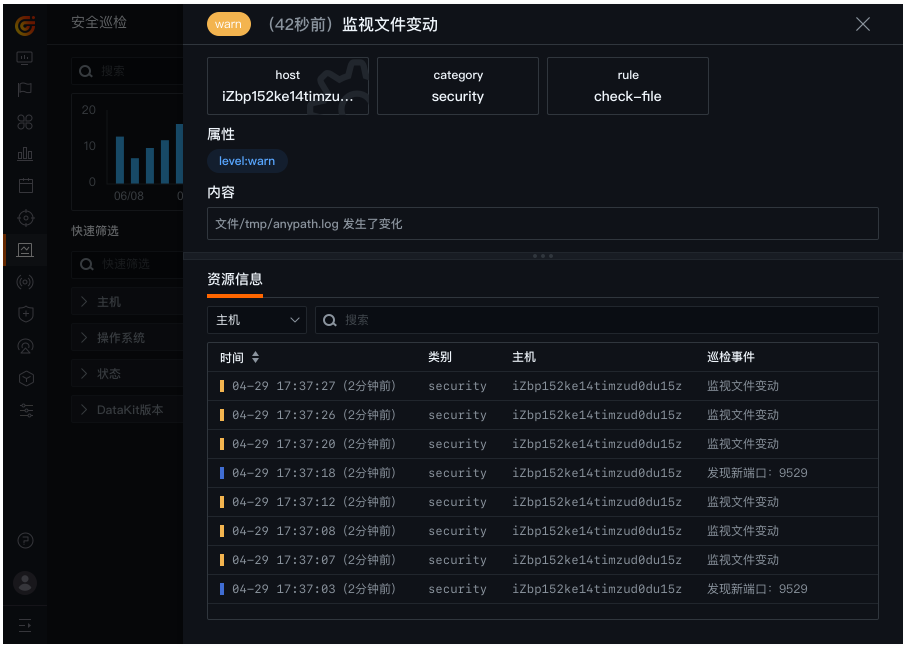 安全巡检
搜索
20
10
0
06/08
0
快速筛选
快速筛选
主机
操作系统
状态
DataKit版本
warn (42秒前) 监视文件变动
host
iZbp152ke14timzu...
category
security
rule
check-file
属性
level:warn
内容
文件/tmp/anypath.log 发生了变化
资源信息
主机 搜索
时间 类别 主机 巡检事件
04-29 17:37:27 (2分钟前) security iZbp152ke14timzud0du15z 监视文件变动
04-29 17:37:26 (2分钟前) security iZbp152ke14timzud0du15z 监视文件变动
04-29 17:37:20 (2分钟前) security iZbp152ke14timzud0du15z 监视文件变动
04-29 17:37:18 (2分钟前) security iZbp152ke14timzud0du15z 发现新端口: 9529
04-29 17:37:12 (2分钟前) security iZbp152ke14timzud0du15z 监视文件变动
04-29 17:37:08 (2分钟前) security iZbp152ke14timzud0du15z 监视文件变动
04-29 17:37:07 (2分钟前) security iZbp152ke14timzud0du15z 监视文件变动
04-29 17:37:03 (2分钟前) security iZbp152ke14timzud0du15z 发现新端口: 9529